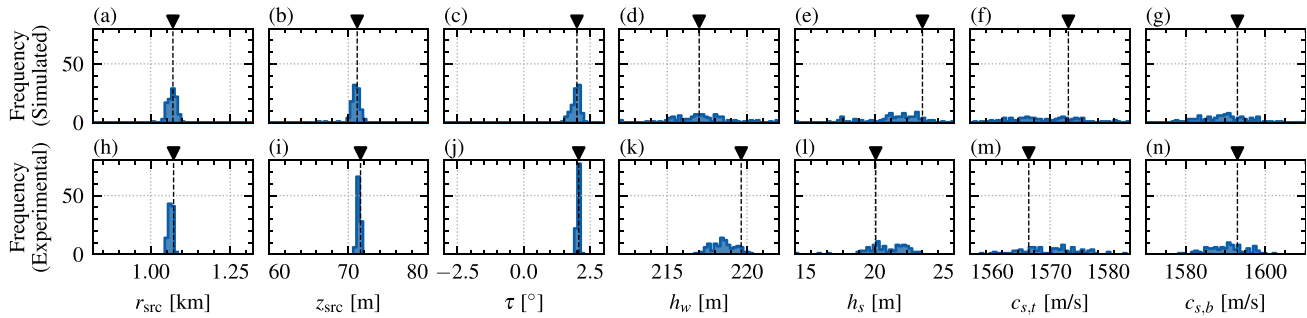 (a) (b) (c) (d) (e) (f) (g)
Frequency
(Simulated)
50
0
(h) (i) (j) (k) (l) (m) (n)
Frequency
(Experimental)
50
0
1.00 1.25 60 70 80 −2.5 0.0 2.5 215 220 15 20 25 1560 1570 1580 1580 1600
r_src [km] z_src [m] τ [°] h_w [m] h_s [m] c_s,t [m/s] c_s,b [m/s]